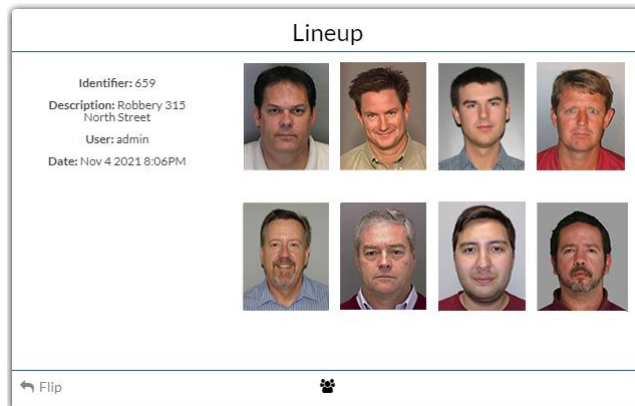 Lineup
Identifier: 659
Description: Robbery 315
North Street
User: admin
Date: Nov 4 2021 8:06PM
Flip